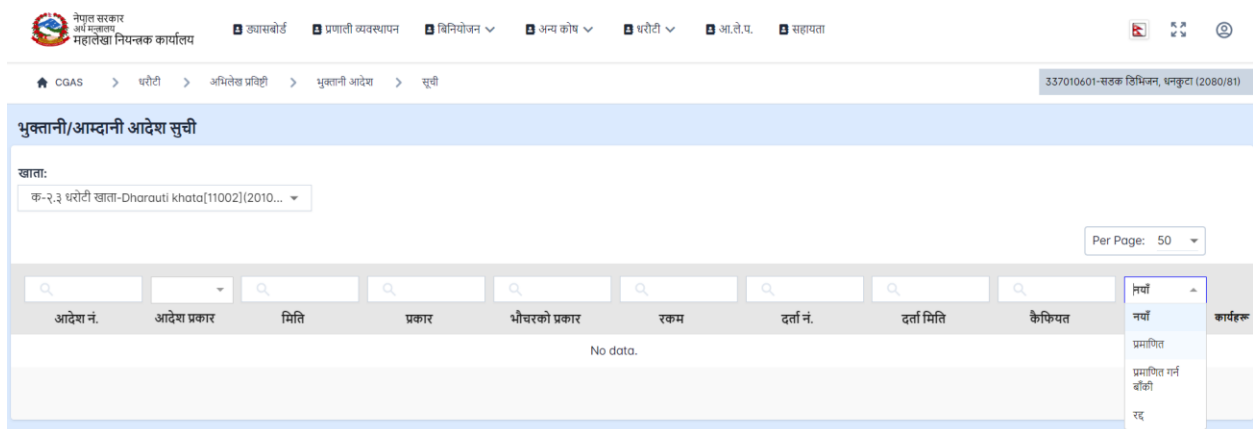 नेपाल सरकार
अर्थ मन्त्रालय
महालेखा नियन्त्रक कार्यालय
ड्यासबोर्ड प्रणाली व्यवस्थापन बिनियोजन अन्य कोष धरौटी आ.ले.प. सहायता
CGAS > धरौटी > अभिलेख प्रविष्टी > भुक्तानी आदेश > सूची
337010601-सडक डिभिजन, धनकुटा (2080/81)
भुक्तानी/आम्दानी आदेश सुची
खाता:
क-२.३ धरोटी खाता-Dharauti khata[11002](2010...
Per Page: 50
नयाँ
आदेश नं. आदेश प्रकार मिति प्रकार भौचरको प्रकार रकम दर्ता नं. दर्ता मिति कैफियत नयाँ कार्यहरू
No data.
प्रमाणित
प्रमाणित गर्न
बाँकी
रद्द